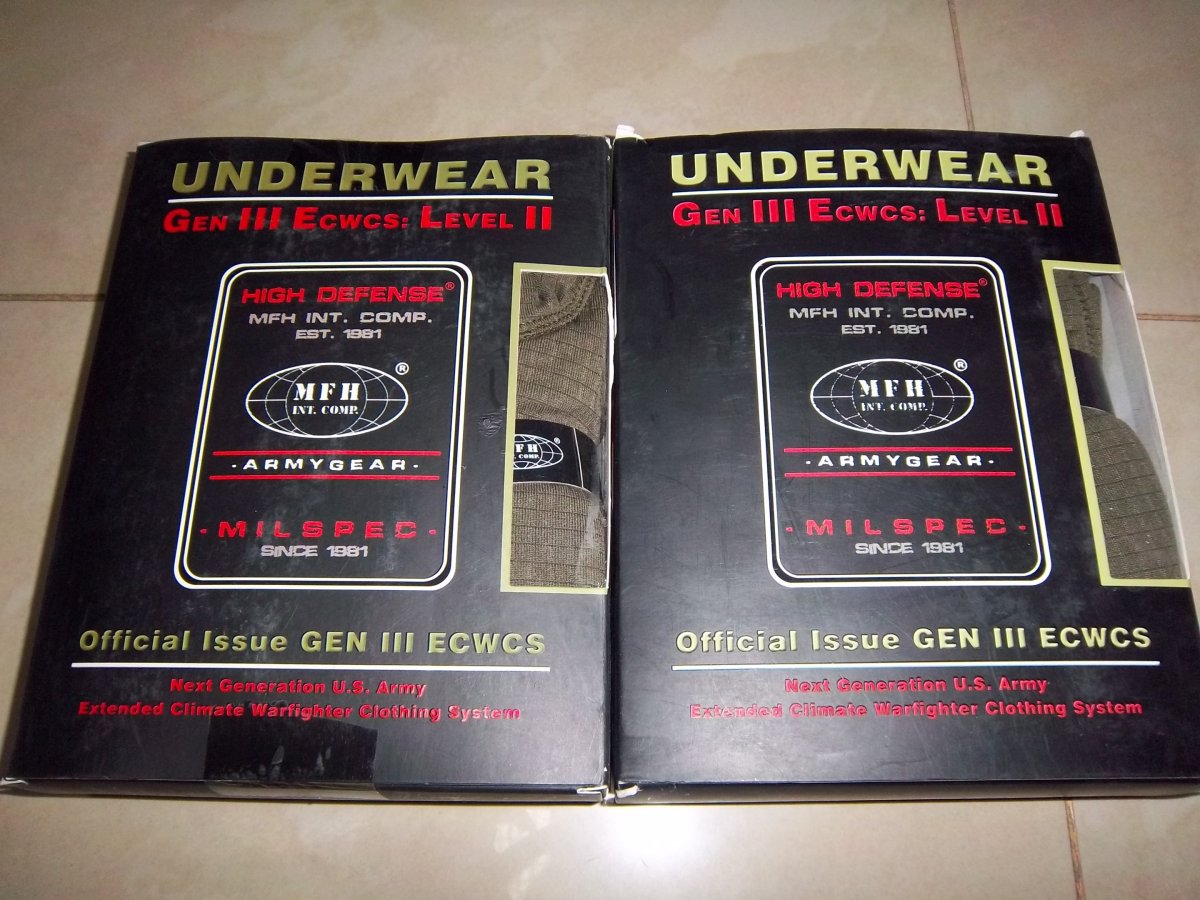 UNDERWEAR
GEN III ECWCS: LEVEL II
HIGH DEFENSE®
MFH INT. COMP.
EST. 1981
MFH ®
INT. COMP.
- ARMYGEAR -
- MILSPEC -
SINCE 1981
Official Issue GEN III ECWCS
Next Generation U.S. Army
Extended Climate Warfighter Clothing System
FH ®
COMP.
UNDERWEAR
GEN III ECWCS: LEVEL II
HIGH DEFENSE®
MFH INT. COMP.
EST. 1981
MFH ®
INT. COMP.
- ARMYGEAR -
- MILSPEC -
SINCE 1981
Official Issue GEN III ECWCS
Next Generation U.S. Army
Extended Climate Warfighter Clothing System